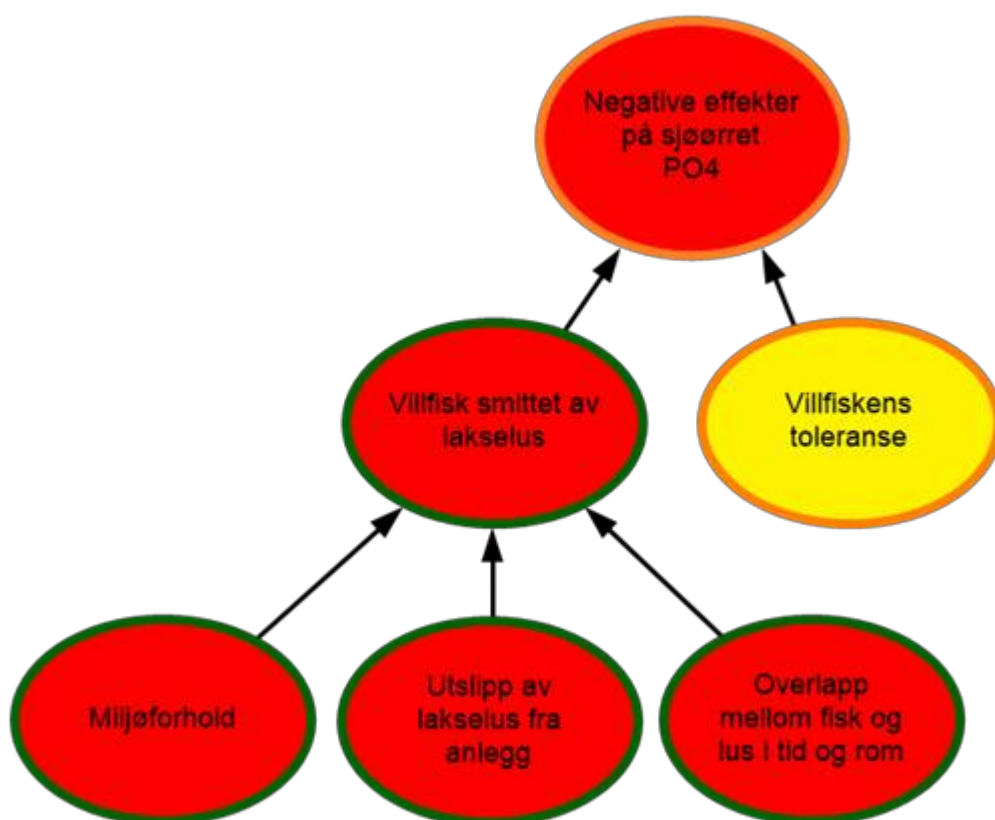 Negative effekter
på sjøørret
PO4
Villfisk smittet av
lakselus
Villfiskens
toleranse
Miljøforhold
Utslipp av
lakselus fra
anlegg
Overlapp
mellom fisk og
lus i tid og rom